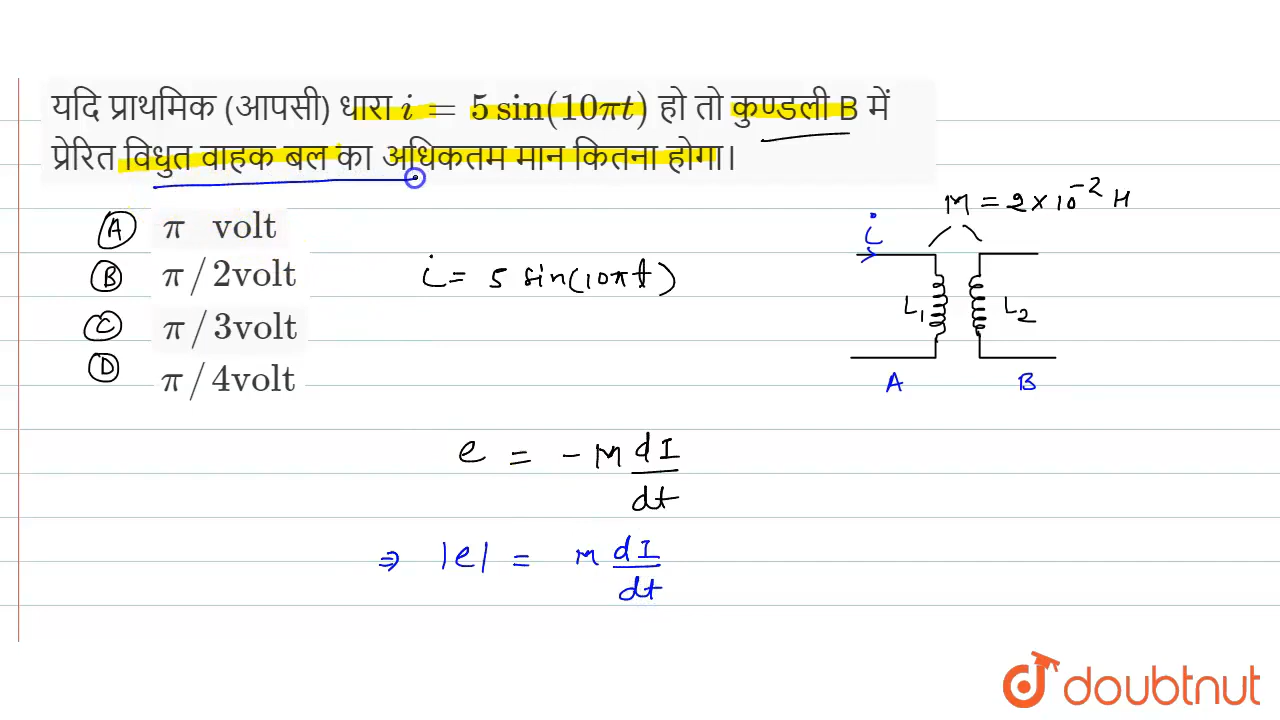 यदि प्राथमिक (आपसी) धारा i = 5 sin(10πt) हो तो कुण्डली B में
प्रेरित विधुत वाहक बल का अधिकतम मान कितना होगा।
(A) π volt
(B) π/2volt
(C) π/3volt
(D) π/4volt
i = 5 sin(10πt)
M = 2 × 10⁻² H
i
L₁ L₂
A B
e = - M dI/dt
⇒ |e| = M dI/dt
doubtnut